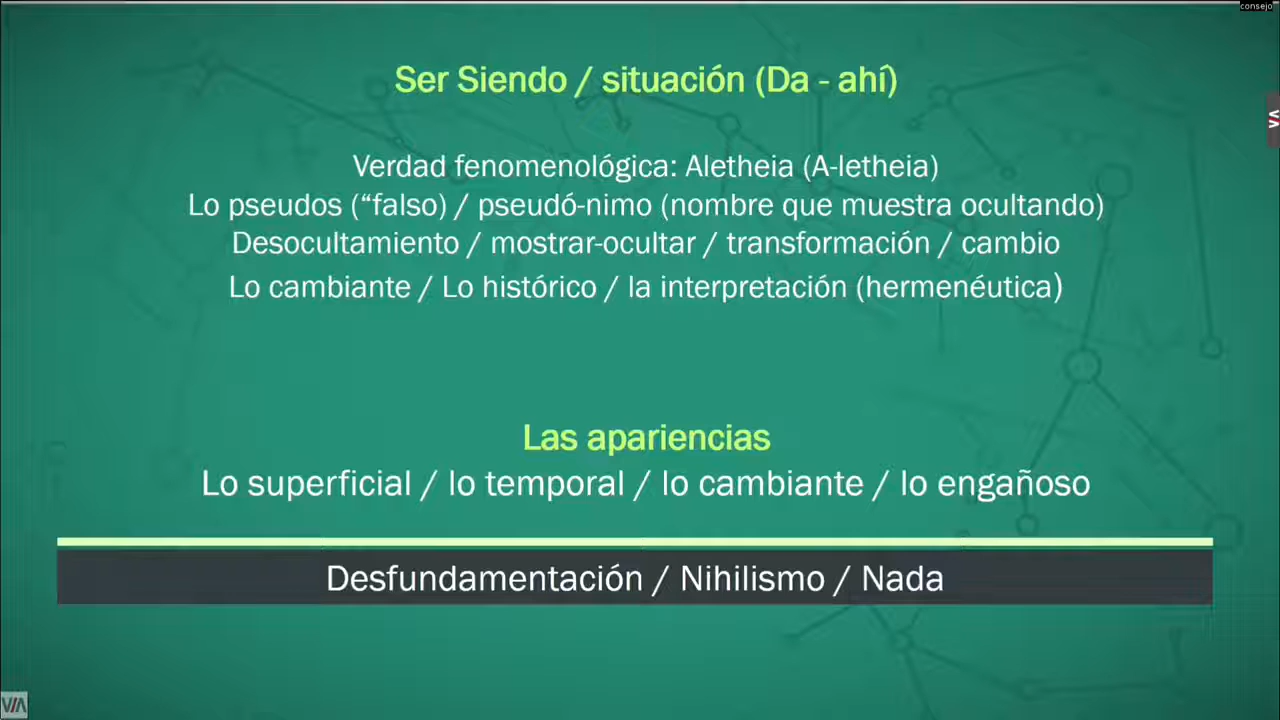 consejo
Ser Siendo / situación (Da - ahí)
Verdad fenomenológica: Aletheia (A-letheia)
Lo pseudos (“falso) / pseudó-nimo (nombre que muestra ocultando)
Desocultamiento / mostrar-ocultar / transformación / cambio
Lo cambiante / Lo histórico / la interpretación (hermenéutica)
Las apariencias
Lo superficial / lo temporal / lo cambiante / lo engañoso
Desfundamentación / Nihilismo / Nada
VIA